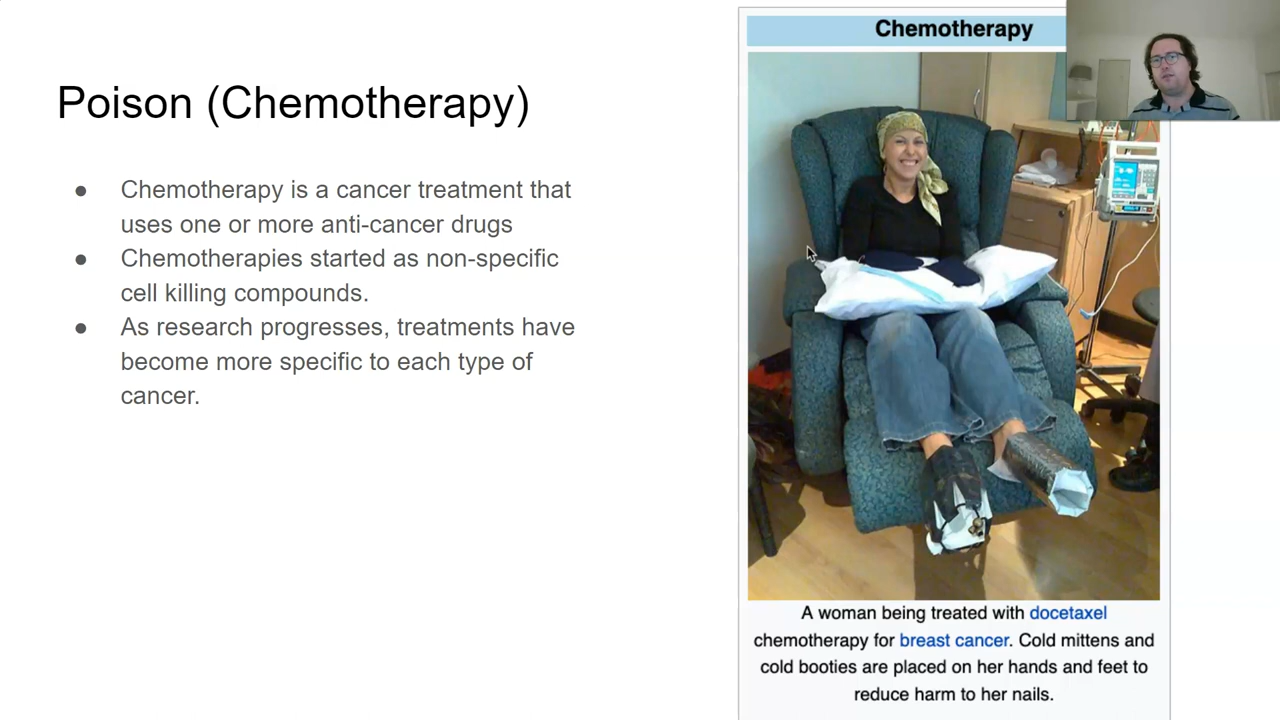 Poison (Chemotherapy)
● Chemotherapy is a cancer treatment that
uses one or more anti-cancer drugs
● Chemotherapies started as non-specific
cell killing compounds.
● As research progresses, treatments have
become more specific to each type of
cancer.
Chemotherapy
A woman being treated with docetaxel
chemotherapy for breast cancer. Cold mittens and
cold booties are placed on her hands and feet to
reduce harm to her nails.